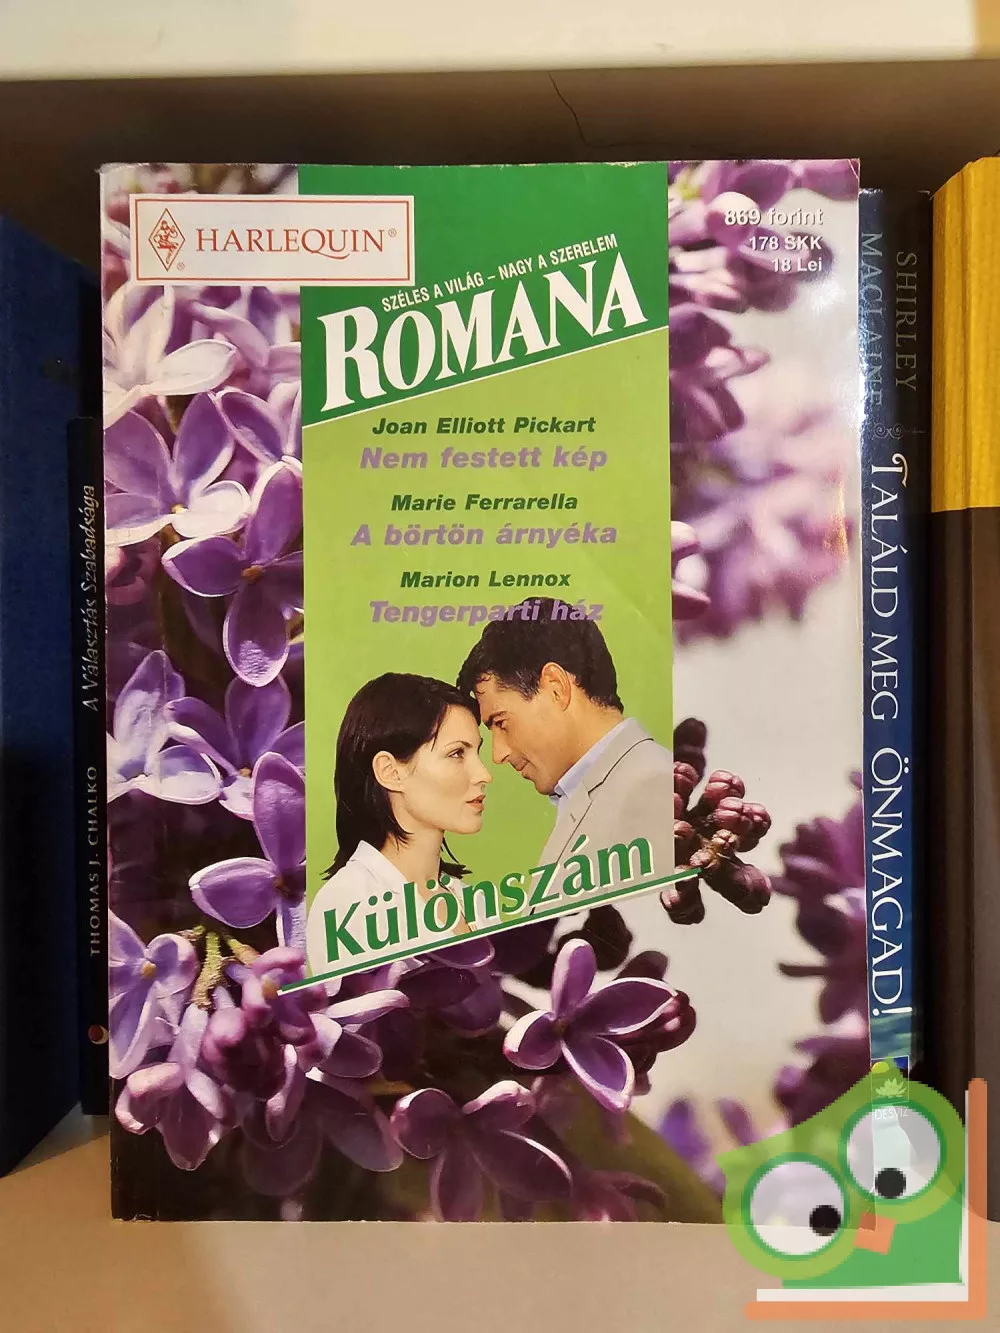 HARLEQUIN®
869 forint
178 SKK
18 Lei
SZÉLES A VILÁG – NAGY A SZERELEM
ROMANA
Joan Elliott Pickart
Nem festett kép
Marie Ferrarella
A börtön árnyéka
Marion Lennox
Tengerparti ház
Különszám
THOMAS J. CHALKO
A Választás Szabadsága
SHIRLEY
MACLAINE
TALÁLD MEG ÖNMAGAD!
DESVIZ